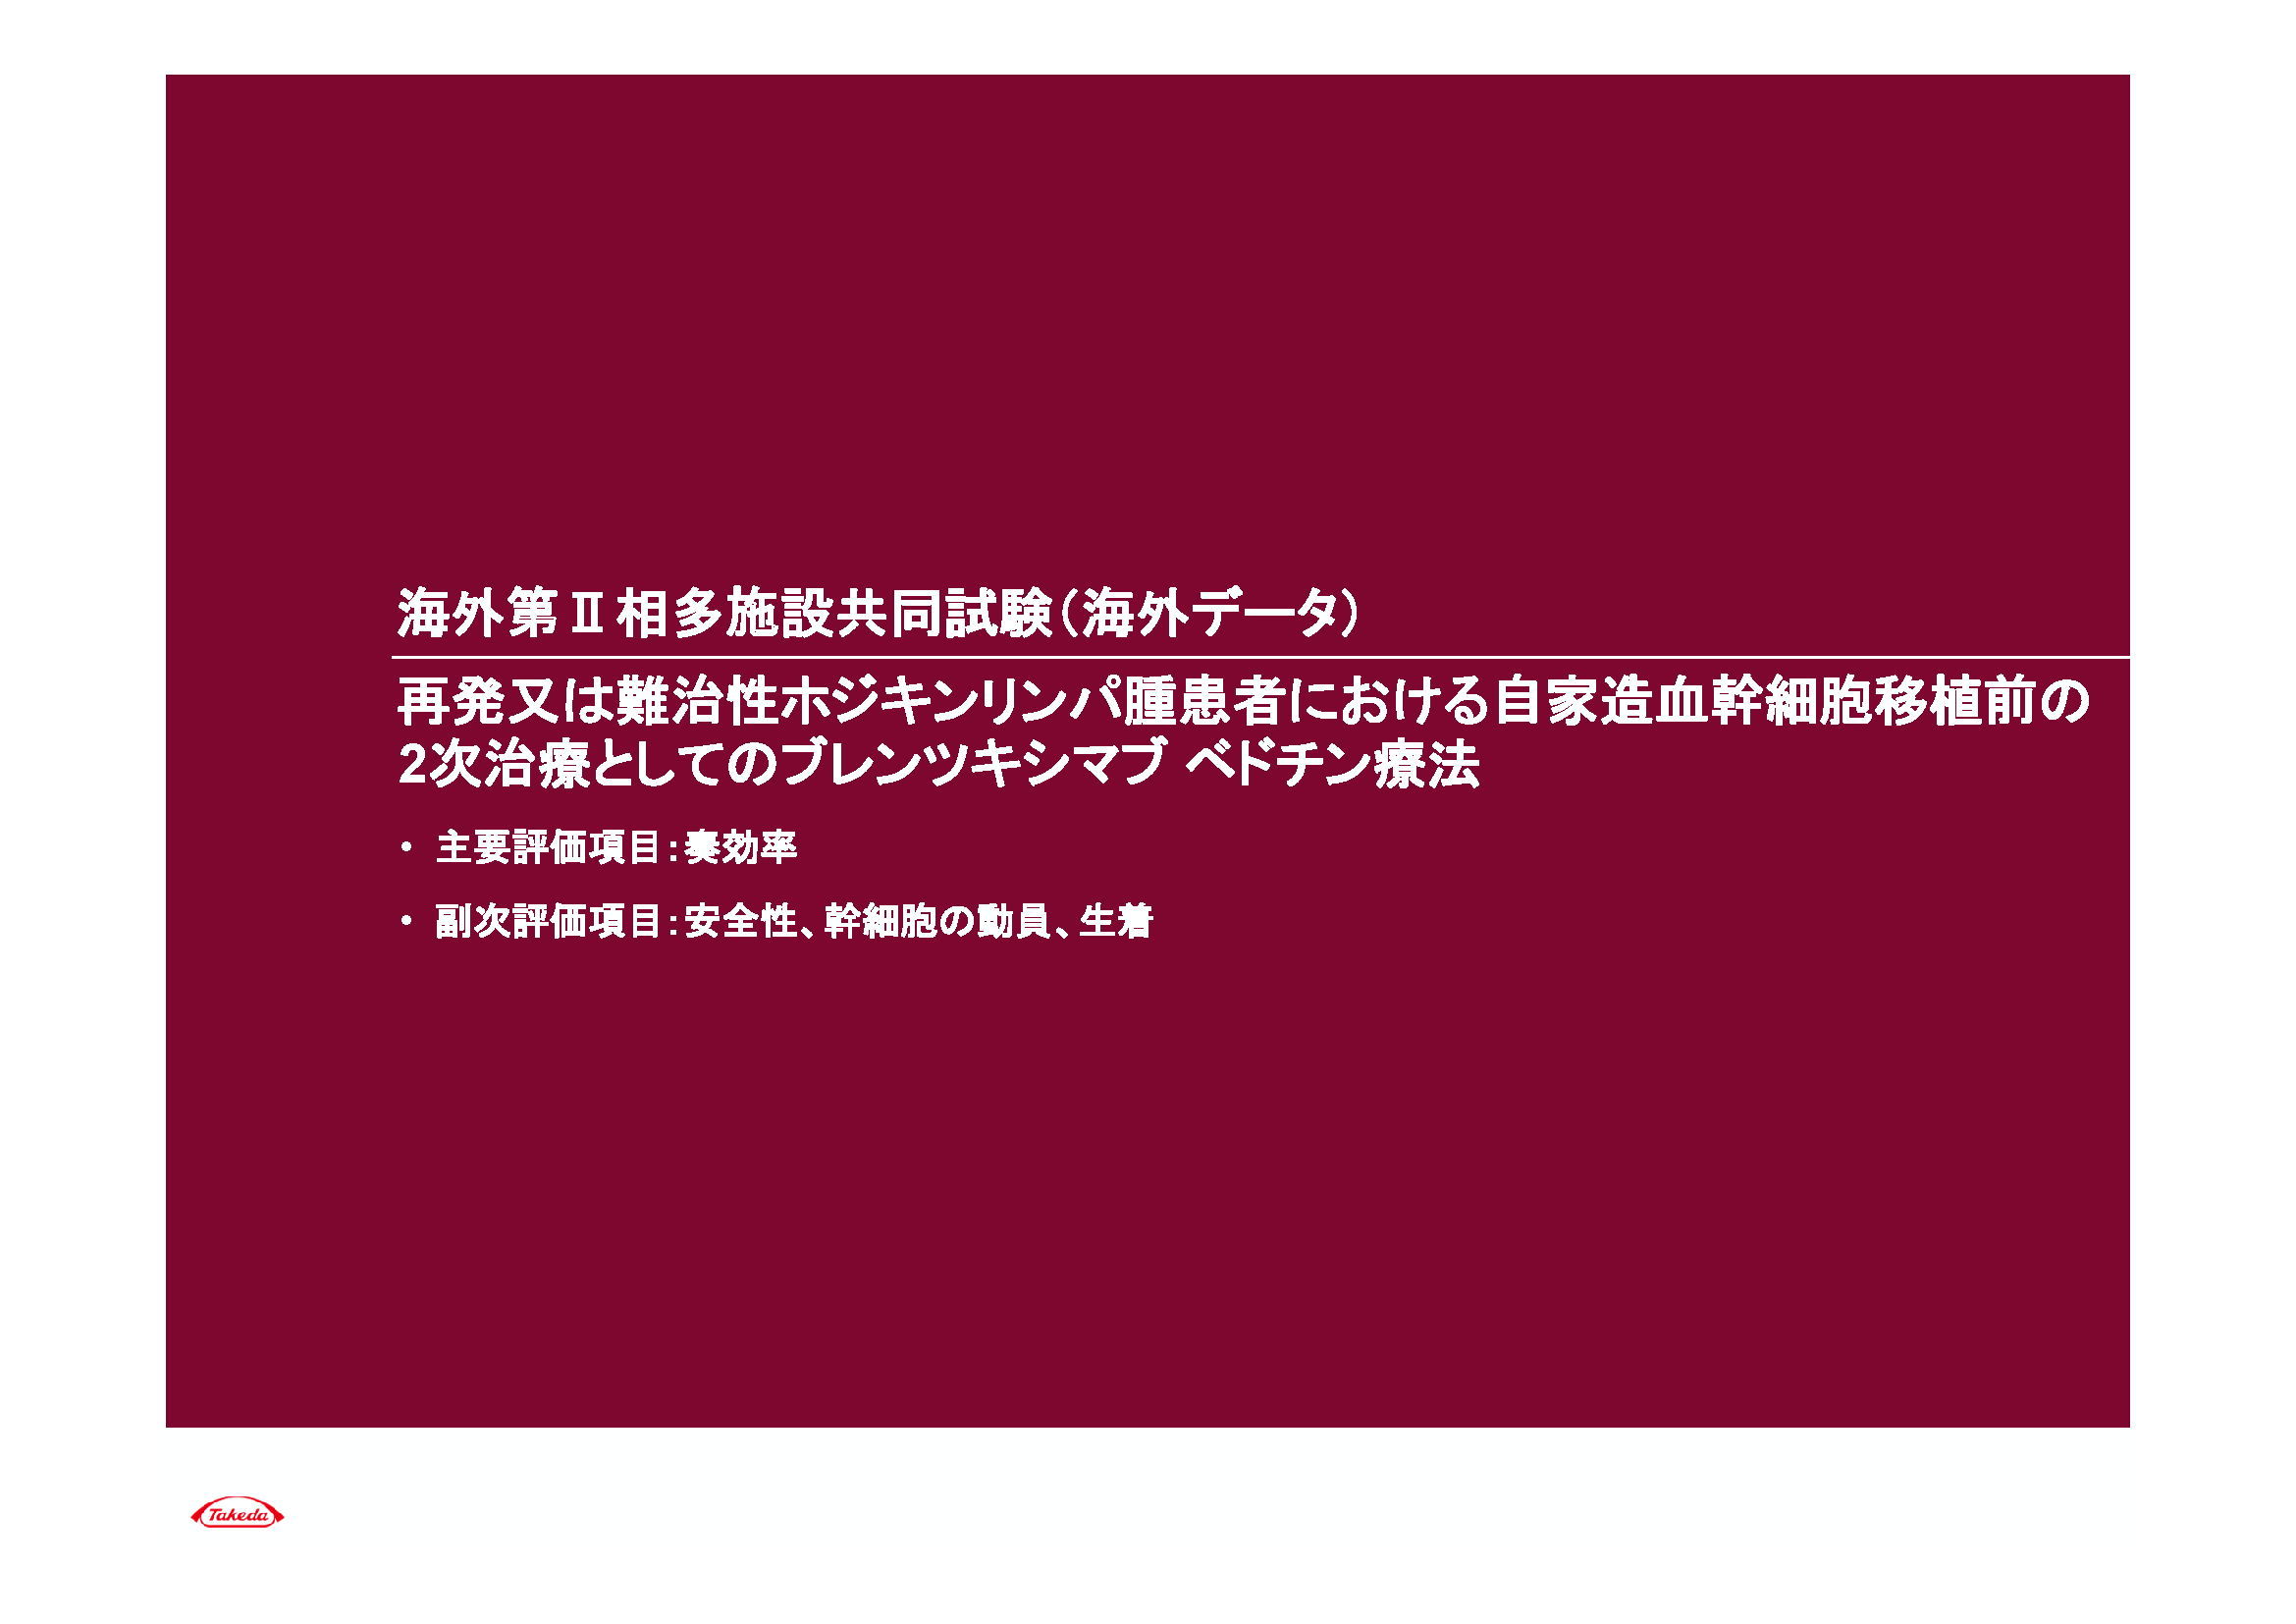 海外第Ⅱ相多施設共同試験（海外データ）
再発又は難治性ホジキンリンパ腫患者における自家造血幹細胞移植前の
2次治療としてのブレンツキシマブ ベドチン療法
• 主要評価項目：奏効率
• 副次評価項目：安全性、幹細胞の動員、生着
Takeda